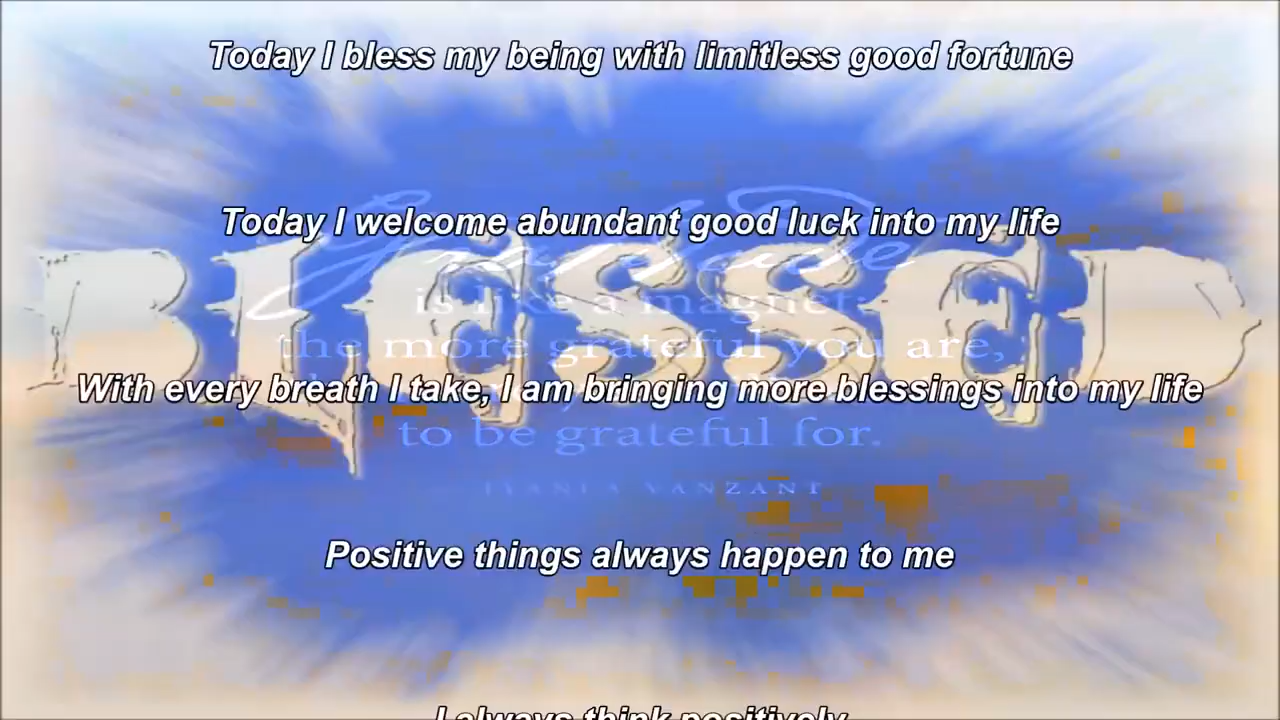 Today I bless my being with limitless good fortune
Today I welcome abundant good luck into my life
Gratitude
BLESSED
is like a magnet;
the more grateful you are,
With every breath I take, I am bringing more blessings into my life
to be grateful for.
IYANLA VANZANT
Positive things always happen to me
I always think positively